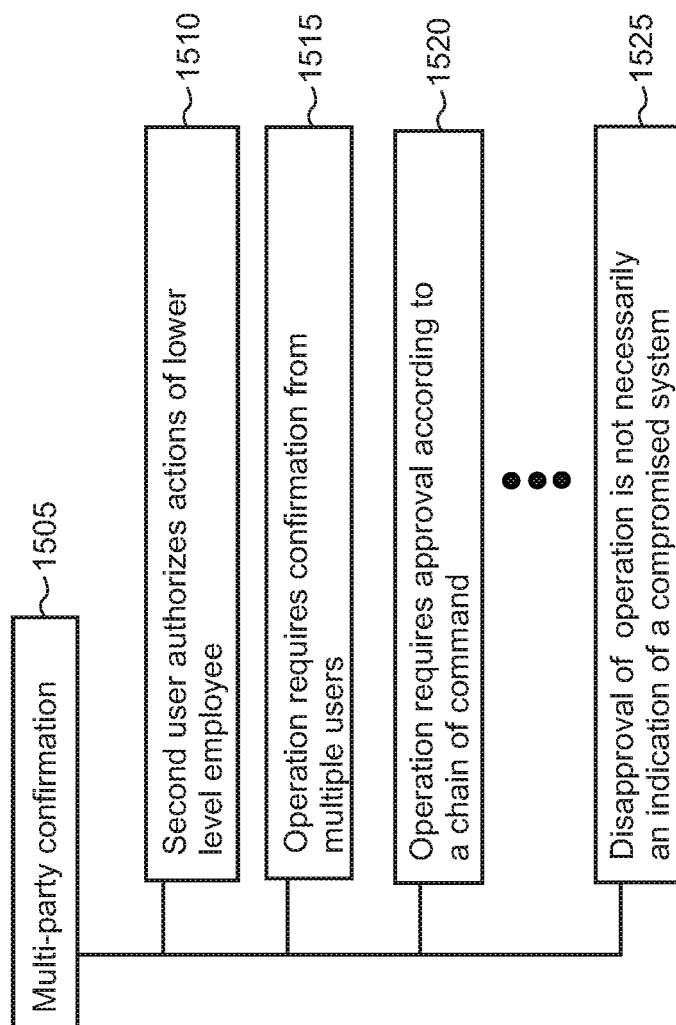 Multi-party confirmation
1505
Second user authorizes actions of lower
level employee
1510
Operation requires confirmation from
multiple users
1515
Operation requires approval according to
a chain of command
1520
Disapproval of operation is not necessarily
an indication of a compromised system
1525